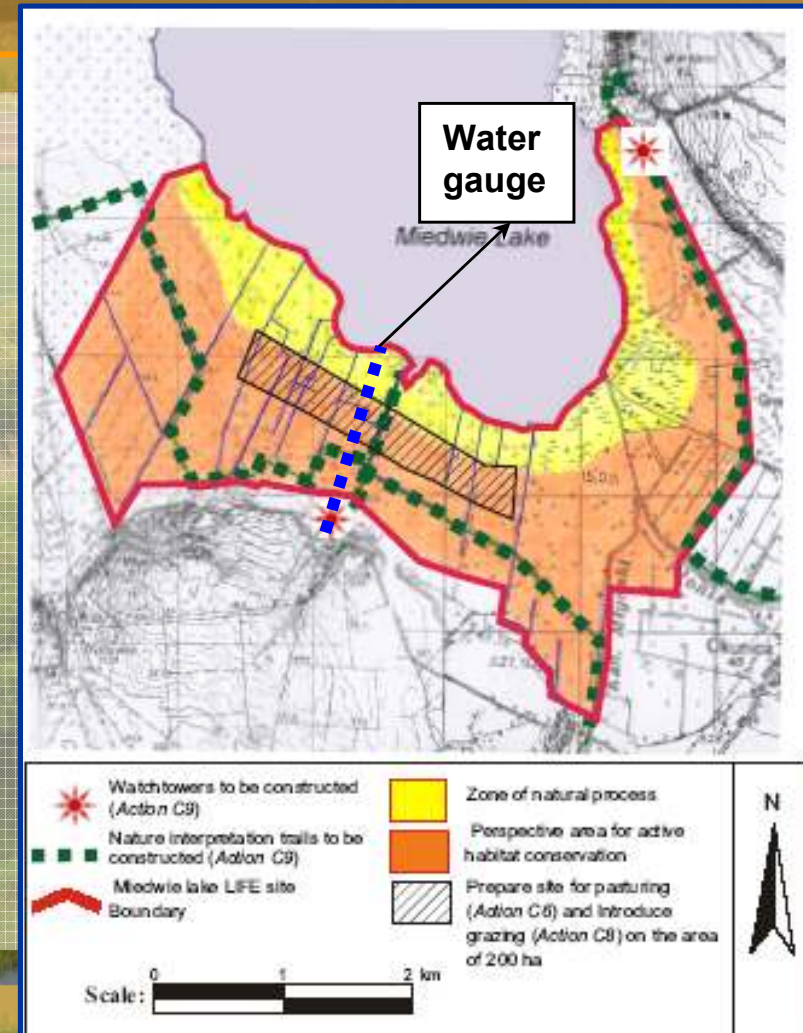 Water
gauge
Miedwie Lake
Watchtowers to be constructed
(Action C9)
Nature interpretation trails to be
constructed (Action C9)
Miedwie lake LIFE site
Boundary
Zone of natural process
Perspective area for active
habitat conservation
Prepare site for pasturing
(Action C6) and Introduce
grazing (Action C8) on the area
of 200 ha
N
0 1 2 km
Scale: